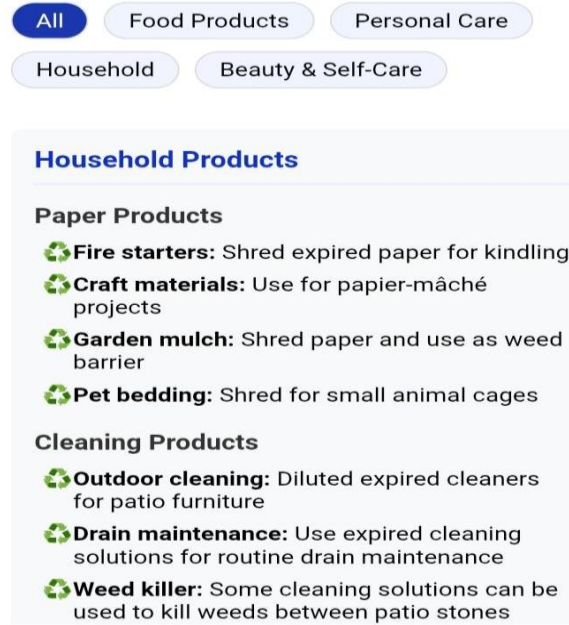 All Food Products Personal Care
Household Beauty & Self-Care
Household Products
Paper Products
Fire starters: Shred expired paper for kindling
Craft materials: Use for papier-mâché
projects
Garden mulch: Shred paper and use as weed
barrier
Pet bedding: Shred for small animal cages
Cleaning Products
Outdoor cleaning: Diluted expired cleaners
for patio furniture
Drain maintenance: Use expired cleaning
solutions for routine drain maintenance
Weed killer: Some cleaning solutions can be
used to kill weeds between patio stones